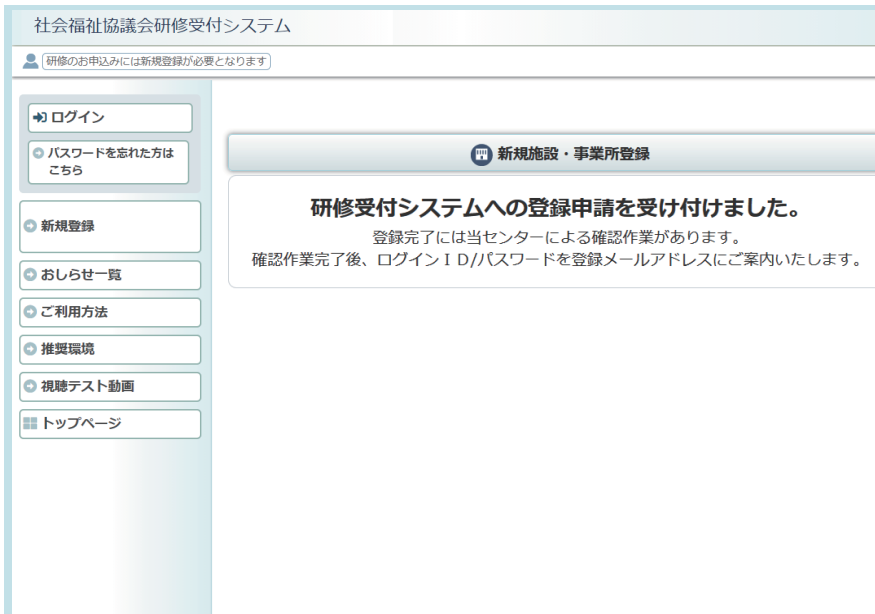 社会福祉協議会研修受付システム
研修のお申込みには新規登録が必要となります
ログイン
パスワードを忘れた方は
こちら
新規登録
おしらせ一覧
ご利用方法
推奨環境
視聴テスト動画
トップページ
新規施設・事業所登録
研修受付システムへの登録申請を受け付けました。
登録完了には当センターによる確認作業があります。
確認作業完了後、ログインＩＤ/パスワードを登録メールアドレスにご案内いたします。